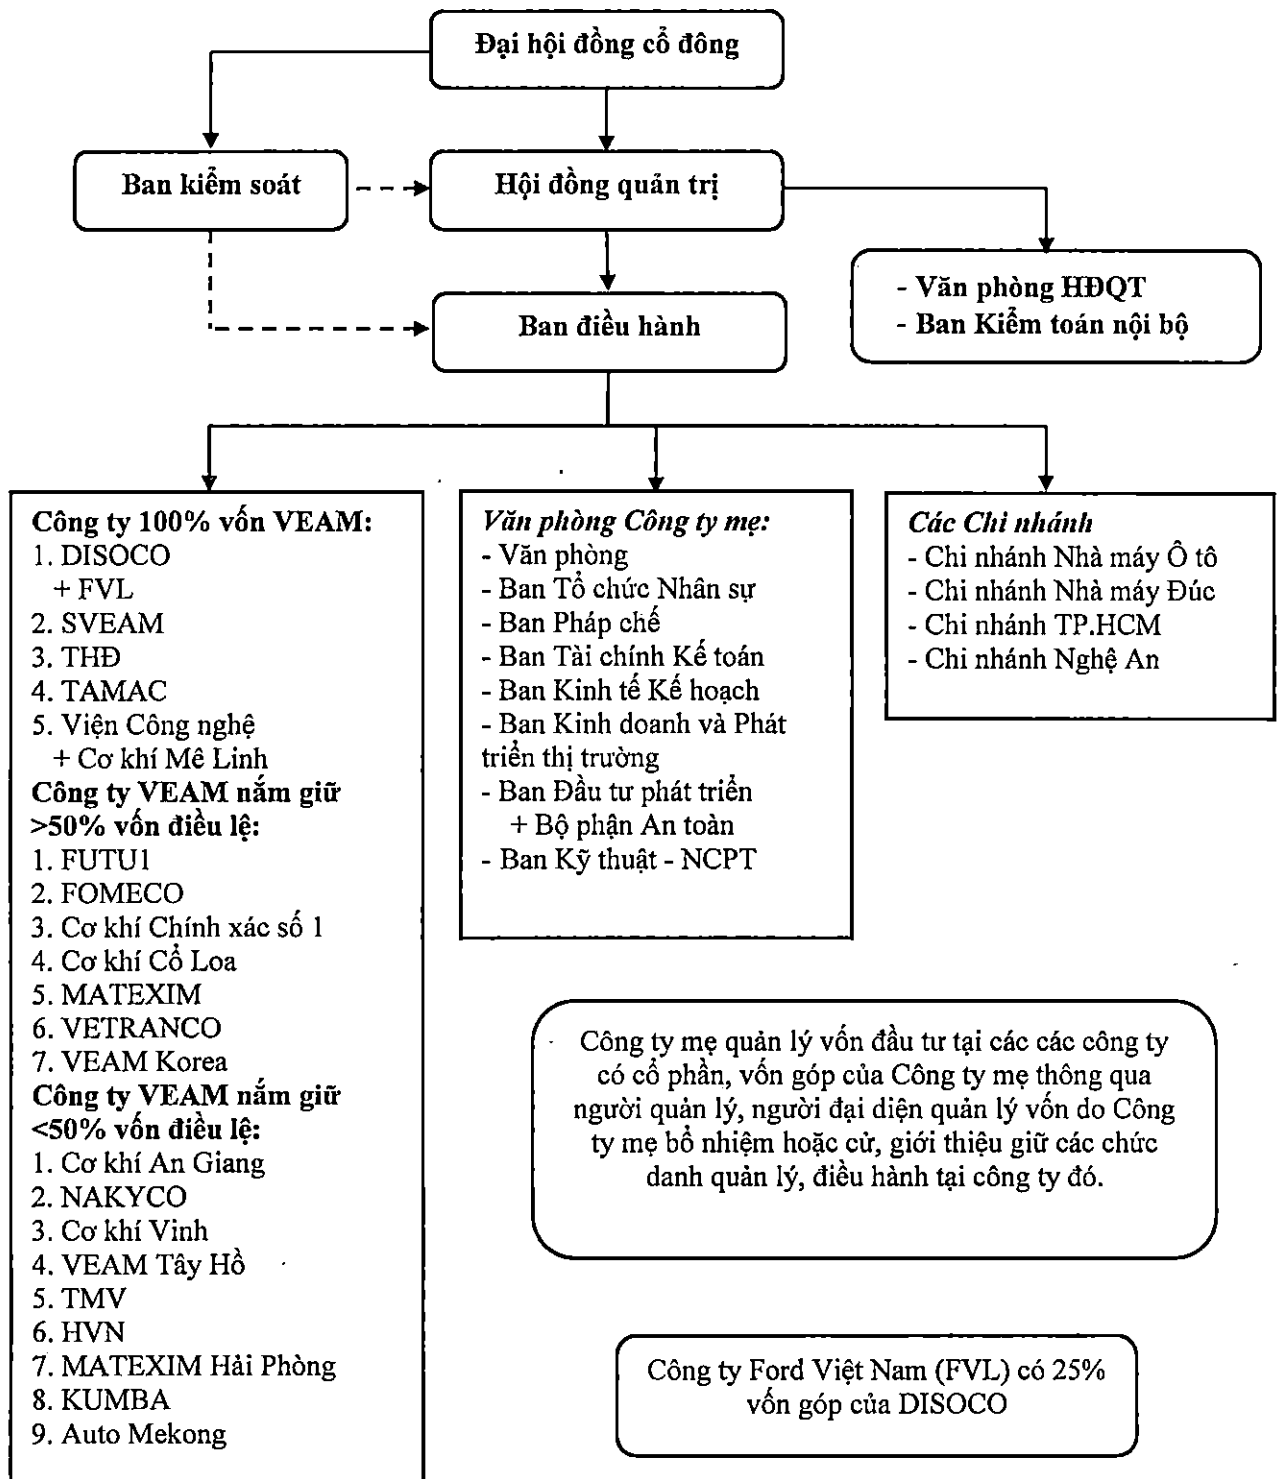 Đại hội đồng cổ đông
Ban kiểm soát
Hội đồng quản trị
- Văn phòng HĐQT
- Ban Kiểm toán nội bộ
Ban điều hành
Công ty 100% vốn VEAM:
1. DISOCO
+ FVL
2. SVEAM
3. THĐ
4. TAMAC
5. Viện Công nghệ
+ Cơ khí Mê Linh
Công ty VEAM nắm giữ
>50% vốn điều lệ:
1. FUTU1
2. FOMECO
3. Cơ khí Chính xác số 1
4. Cơ khí Cổ Loa
5. MATEXIM
6. VETRANCO
7. VEAM Korea
Công ty VEAM nắm giữ
<50% vốn điều lệ:
1. Cơ khí An Giang
2. NAKYCO
3. Cơ khí Vinh
4. VEAM Tây Hồ
5. TMV
6. HVN
7. MATEXIM Hải Phòng
8. KUMBA
9. Auto Mekong
Văn phòng Công ty mẹ:
- Văn phòng
- Ban Tổ chức Nhân sự
- Ban Pháp chế
- Ban Tài chính Kế toán
- Ban Kinh tế Kế hoạch
- Ban Kinh doanh và Phát
triển thị trường
- Ban Đầu tư phát triển
+ Bộ phận An toàn
- Ban Kỹ thuật - NCPT
Các Chi nhánh
- Chi nhánh Nhà máy Ô tô
- Chi nhánh Nhà máy Đúc
- Chi nhánh TP.HCM
- Chi nhánh Nghệ An
Công ty mẹ quản lý vốn đầu tư tại các các công ty
có cổ phần, vốn góp của Công ty mẹ thông qua
người quản lý, người đại diện quản lý vốn do Công
ty mẹ bổ nhiệm hoặc cử, giới thiệu giữ các chức
danh quản lý, điều hành tại công ty đó.
Công ty Ford Việt Nam (FVL) có 25%
vốn góp của DISOCO